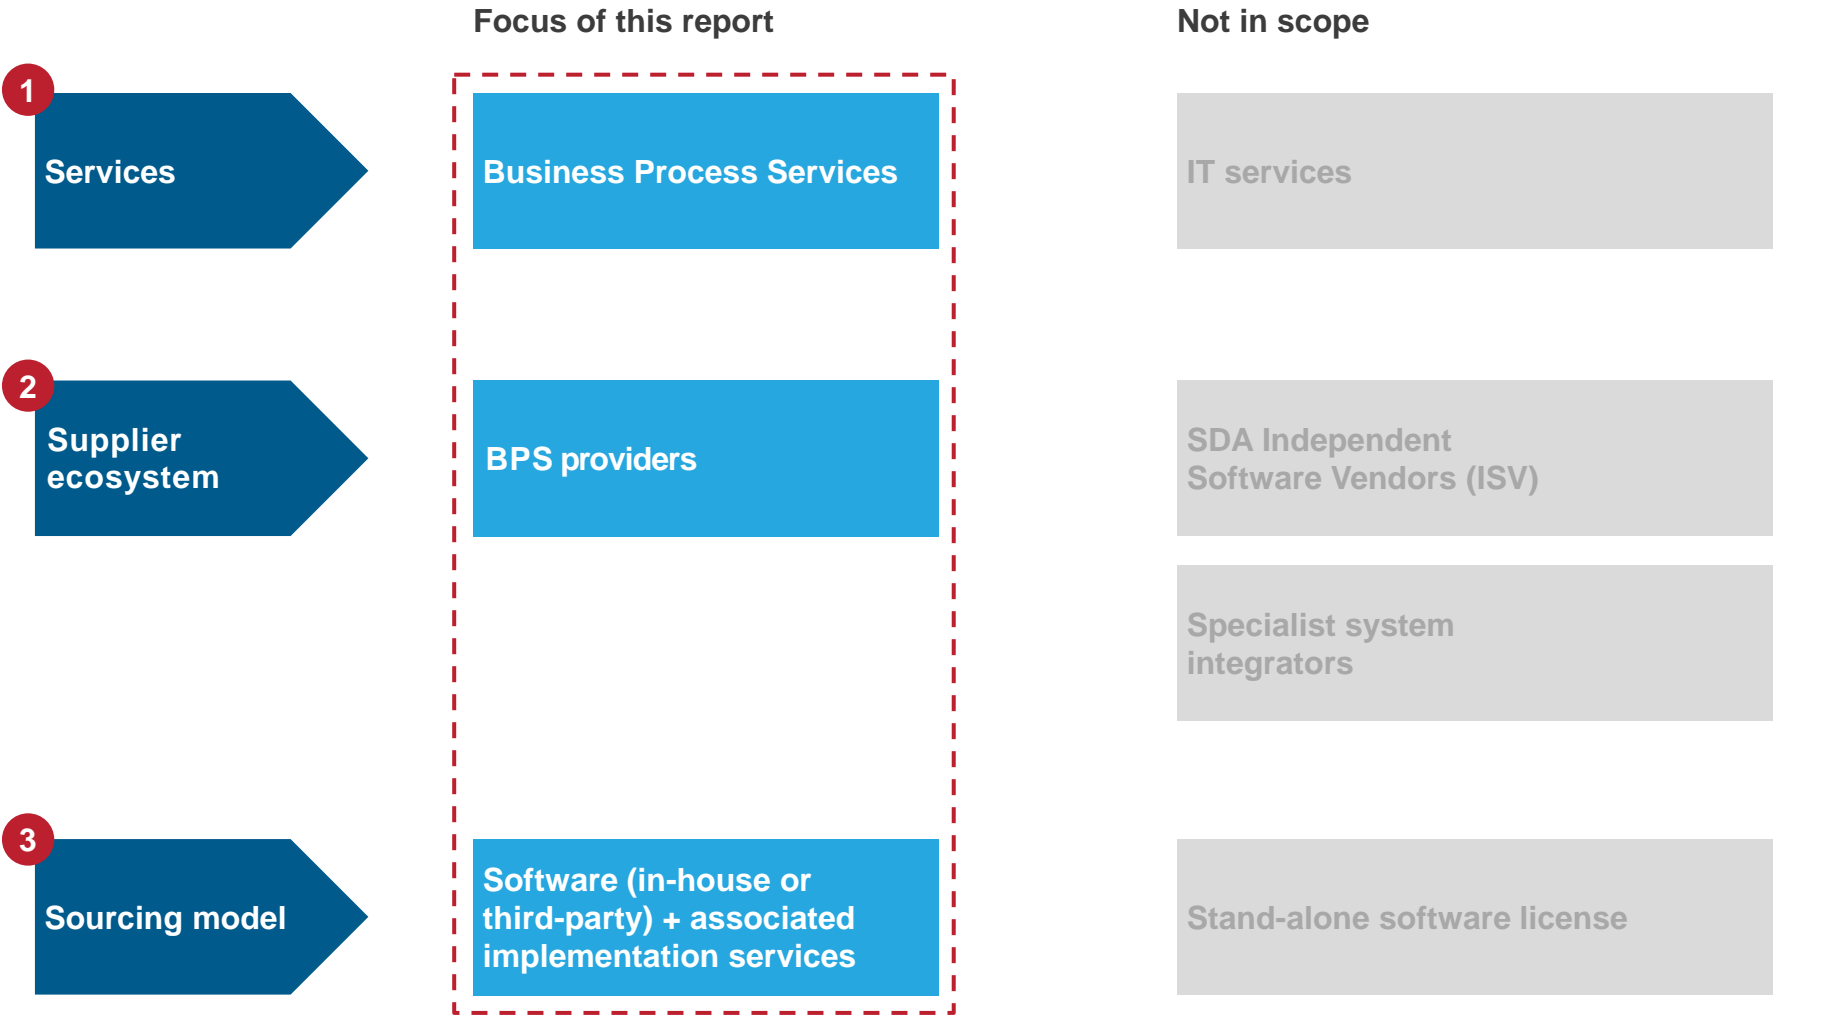 Focus of this report
Not in scope
1
Services
Business Process Services
IT services
2
Supplier
ecosystem
BPS providers
SDA Independent
Software Vendors (ISV)
Specialist system
integrators
3
Sourcing model
Software (in-house or
third-party) + associated
implementation services
Stand-alone software license